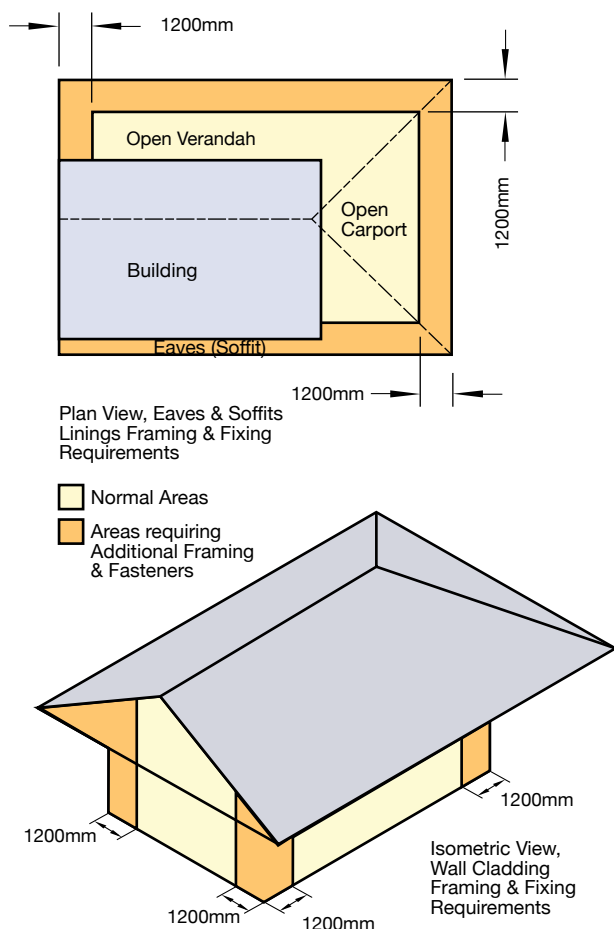 1200mm
Open Verandah
Open
Carport
1200mm
Building
Eaves (Soffit)
1200mm
Plan View, Eaves & Soffits
Linings Framing & Fixing
Requirements
Normal Areas
Areas requiring
Additional Framing
& Fasteners
1200mm
1200mm
Isometric View,
Wall Cladding
Framing & Fixing
Requirements
1200mm
1200mm